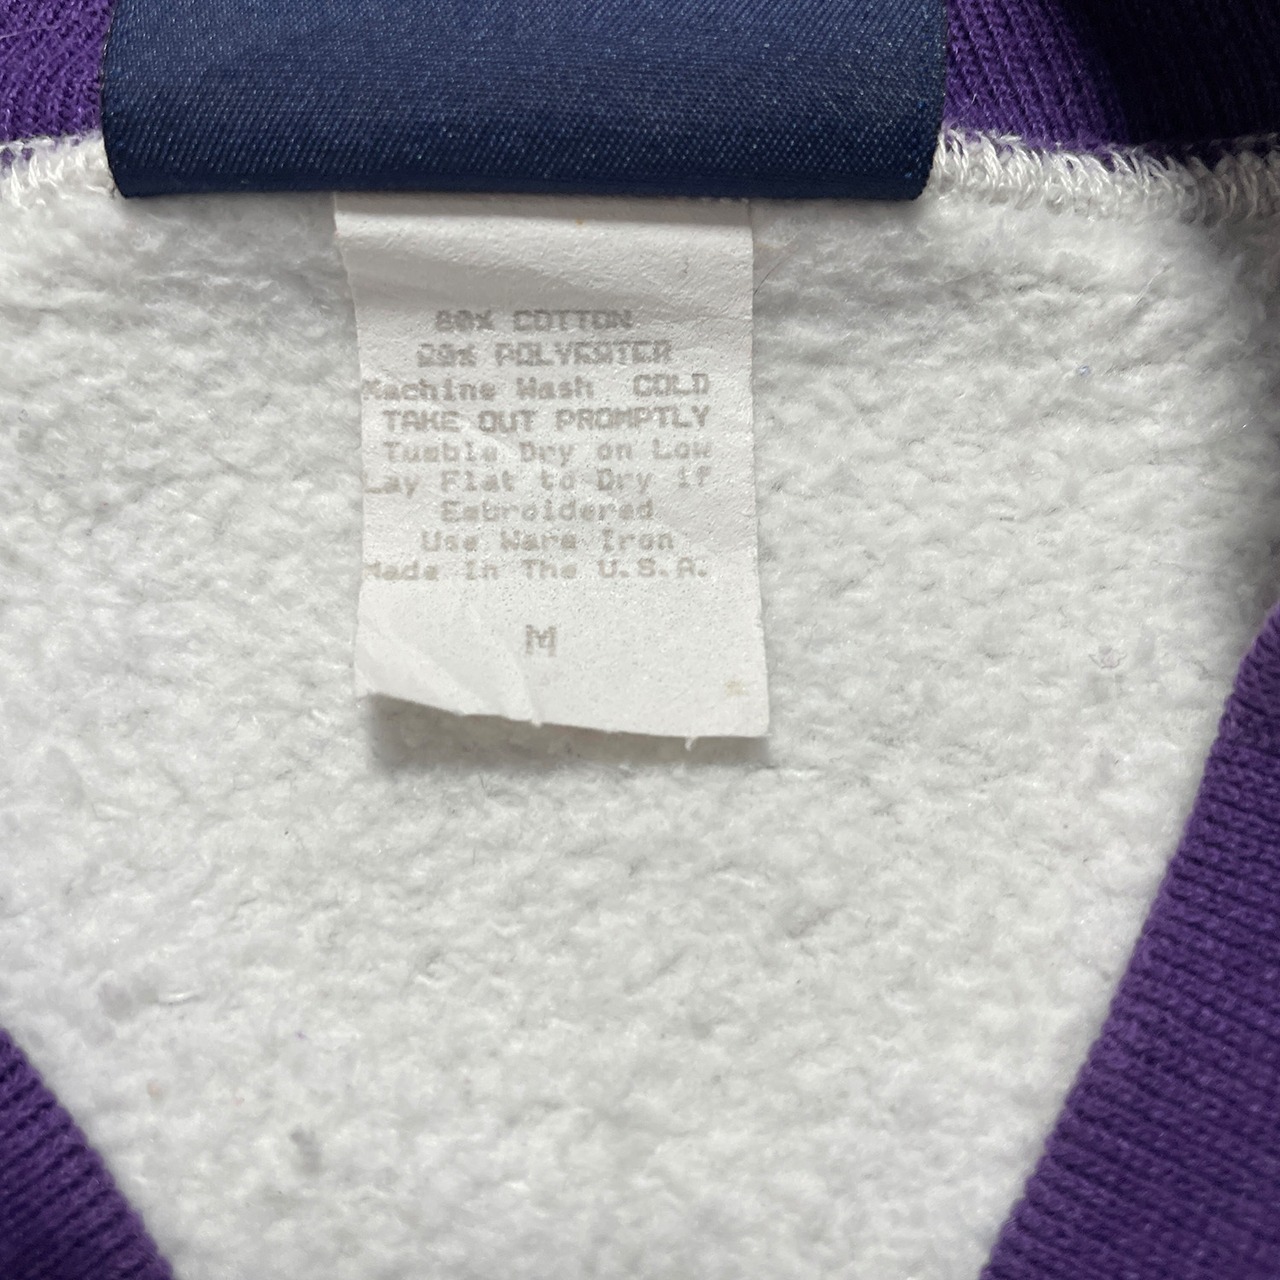 80% COTTON
20% POLYESTER
Machine Wash COLD
TAKE OUT PROMPTLY
Tumble Dry on Low
Lay Flat to Dry if
Embroidered
Use Warm Iron
Made In The U.S.A.
M